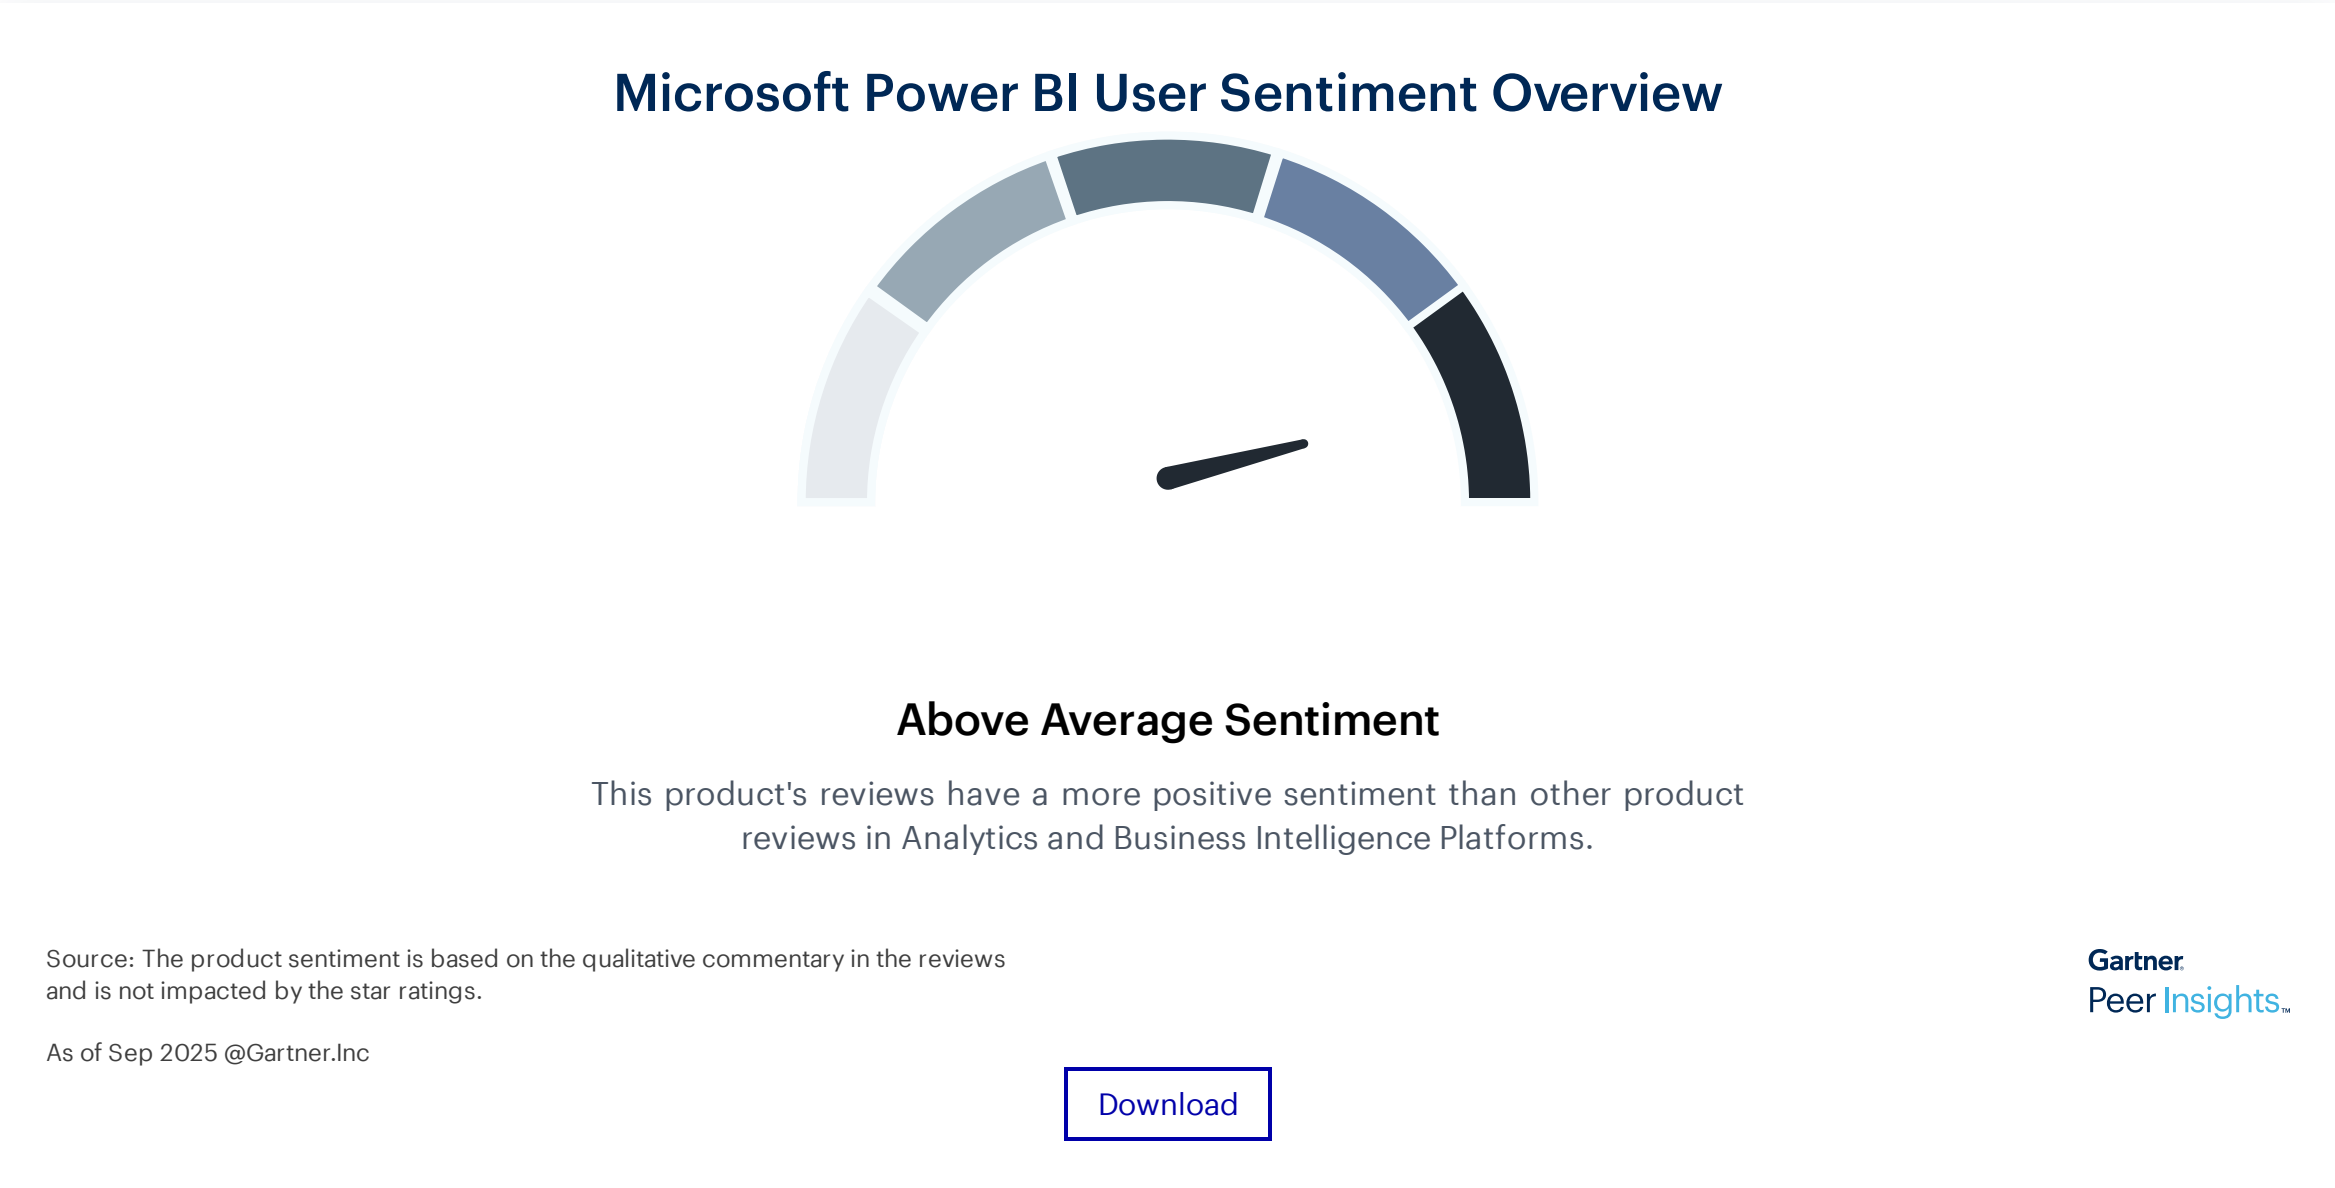 Microsoft Power BI User Sentiment Overview
Above Average Sentiment
This product's reviews have a more positive sentiment than other product
reviews in Analytics and Business Intelligence Platforms.
Source: The product sentiment is based on the qualitative commentary in the reviews
and is not impacted by the star ratings.
As of Sep 2025 @Gartner.Inc
Gartner
Peer Insights™
Download